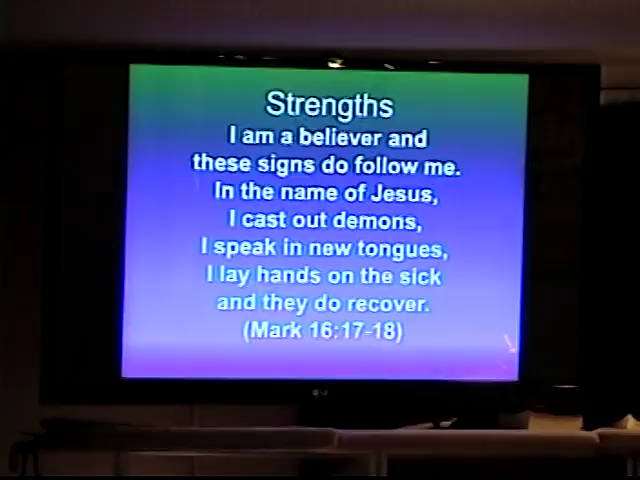 Strengths
I am a believer and
these signs do follow me.
In the name of Jesus,
I cast out demons,
I speak in new tongues,
I lay hands on the sick
and they do recover.
(Mark 16:17-18)
LG